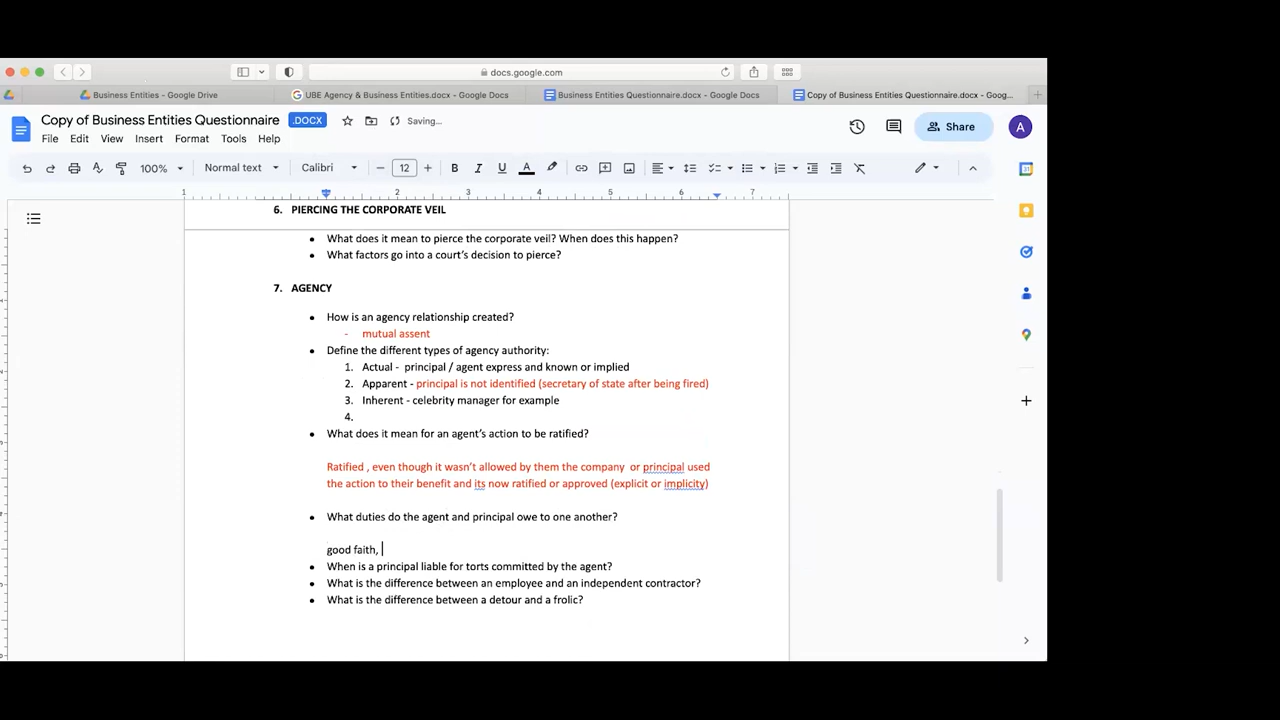 docs.google.com
Business Entities - Google Drive
UBE Agency & Business Entities.docx - Google Docs
Business Entities Questionnaire.docx - Google Docs
Copy of Business Entities Questionnaire.docx - Goog...
Copy of Business Entities Questionnaire .DOCX Saving...
File Edit View Insert Format Tools Help
Share
A
100% Normal text Calibri 12 B I U A
1 1 2 3 4 5 6 7
6. PIERCING THE CORPORATE VEIL
• What does it mean to pierce the corporate veil? When does this happen?
• What factors go into a court's decision to pierce?
7. AGENCY
• How is an agency relationship created?
- mutual assent
• Define the different types of agency authority:
1. Actual - principal / agent express and known or implied
2. Apparent - principal is not identified (secretary of state after being fired)
3. Inherent - celebrity manager for example
4.
• What does it mean for an agent's action to be ratified?
Ratified , even though it wasn't allowed by them the company or principal used
the action to their benefit and its now ratified or approved (explicit or implicity)
• What duties do the agent and principal owe to one another?
good faith,
• When is a principal liable for torts committed by the agent?
• What is the difference between an employee and an independent contractor?
• What is the difference between a detour and a frolic?